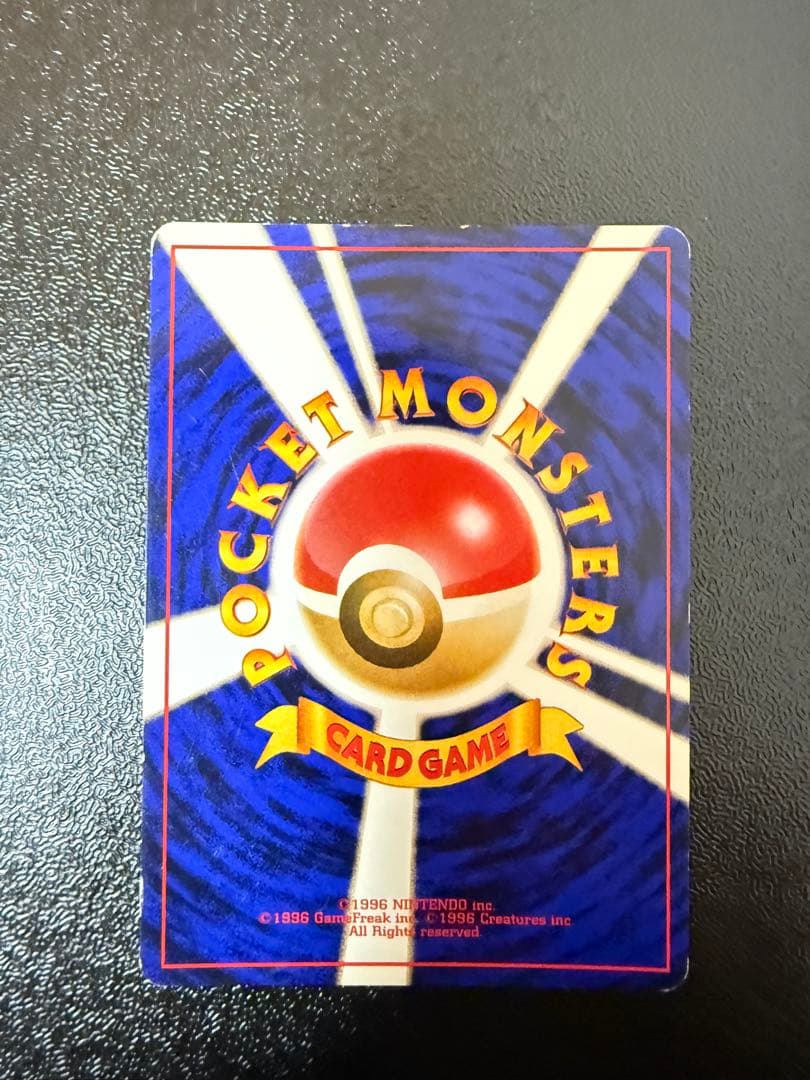 POCKET MONSTERS
CARD GAME
©1996 NINTENDO inc.
©1996 GameFreak inc. ©1996 Creatures inc
All Rights reserved.